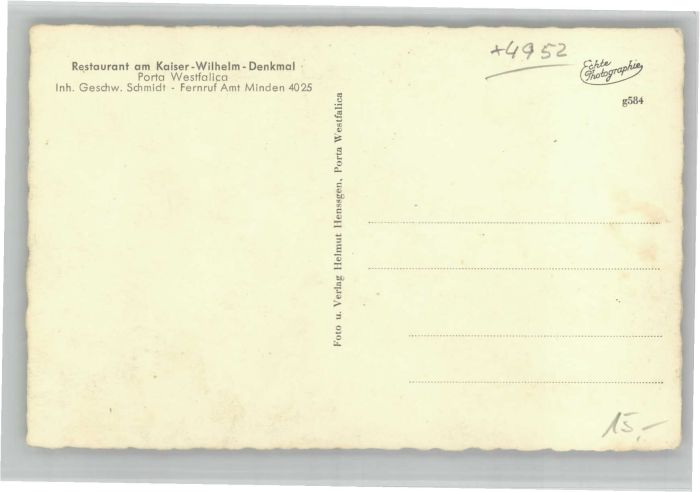 Restaurant am Kaiser-Wilhelm-Denkmal
Porta Westfalica
Inh. Geschw. Schmidt - Fernruf Amt Minden 4025
Foto u. Verlag Helmut Henssgen, Porta Westfalica
*4952
Echte
Photographie
g584
15,-